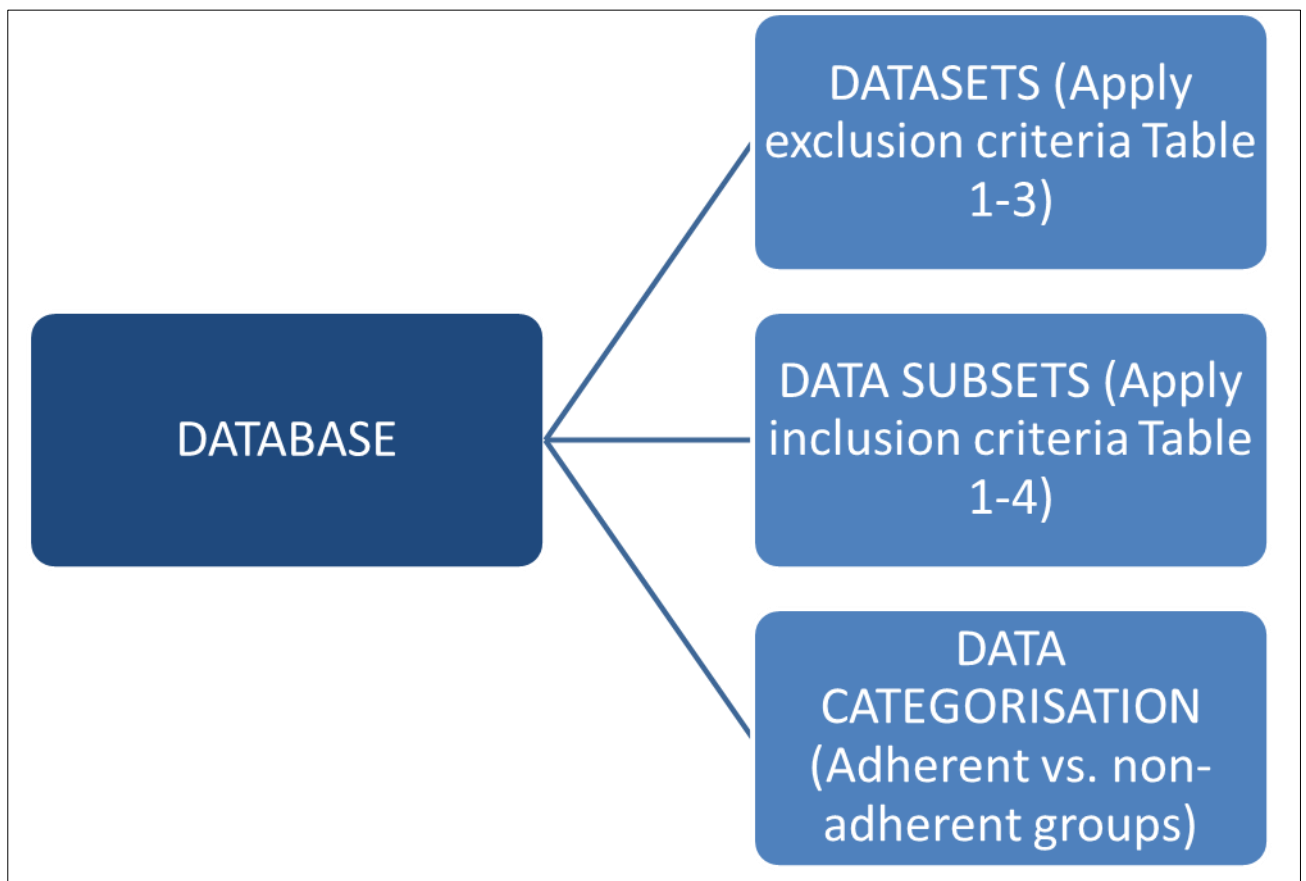 DATABASE
DATASETS (Apply
exclusion criteria Table
1-3)
DATA SUBSETS (Apply
inclusion criteria Table
1-4)
DATA
CATEGORISATION
(Adherent vs. non-
adherent groups)